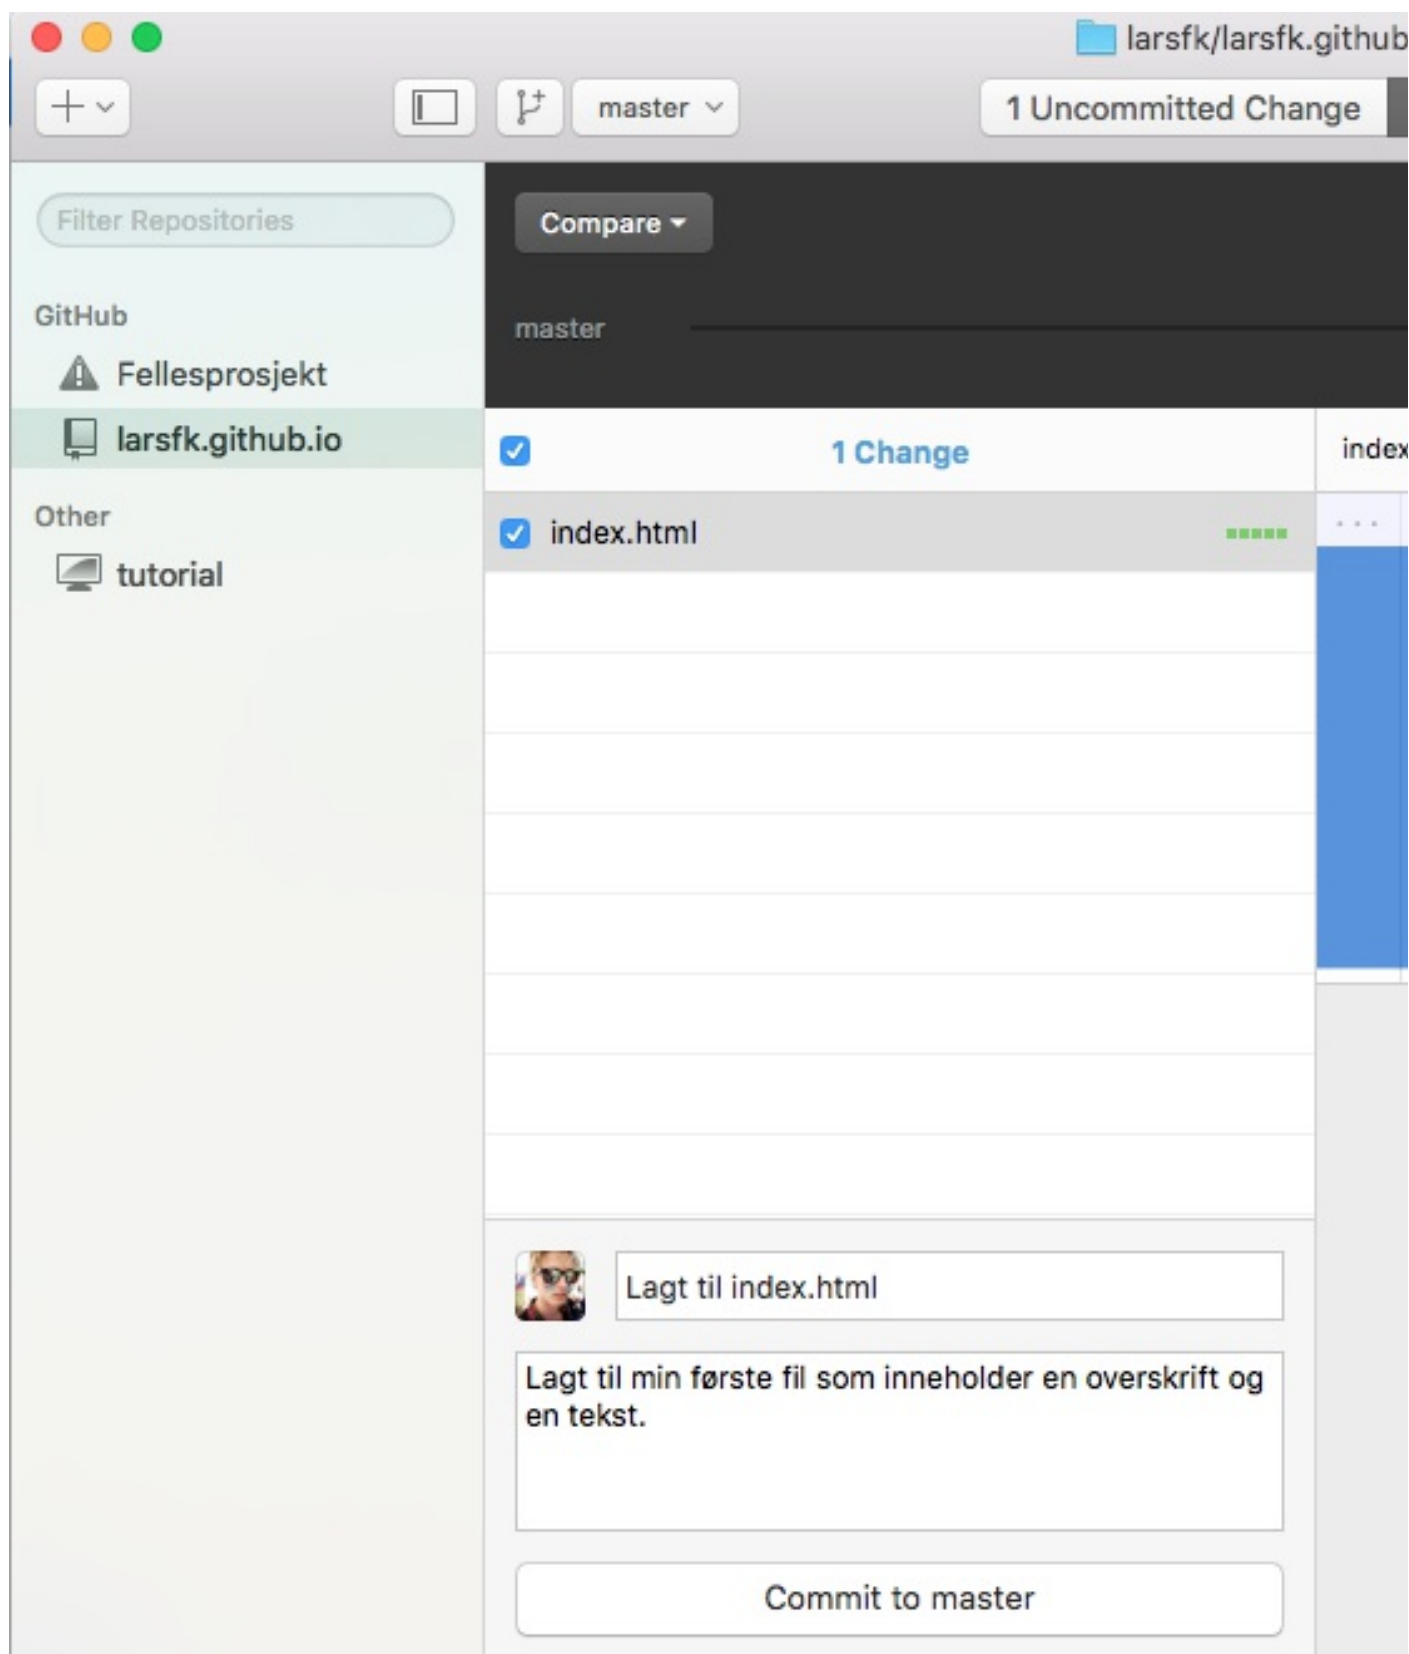 larsfk/larsfk.github
master
1 Uncommitted Change
Filter Repositories
Compare
GitHub
master
Fellesprosjekt
larsfk.github.io
1 Change
index
index.html
...
Other
tutorial
Lagt til index.html
Lagt til min første fil som inneholder en overskrift og
en tekst.
Commit to master